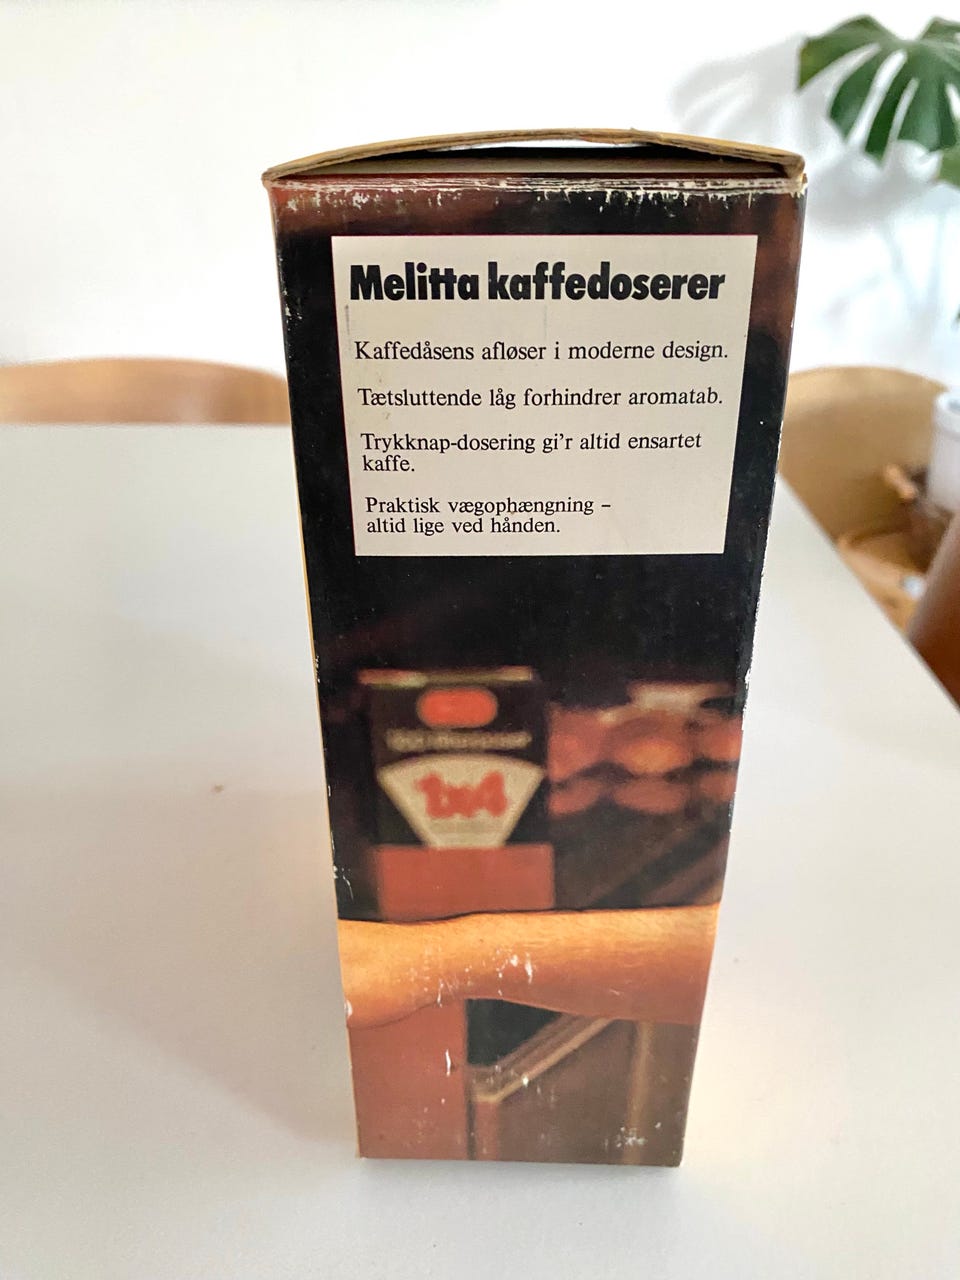 Melitta kaffedoserer
Kaffedåsens afløser i moderne design.
Tætsluttende låg forhindrer aromatab.
Trykknap-dosering gi'r altid ensartet
kaffe.
Praktisk vægophængning –
altid lige ved hånden.
1x4